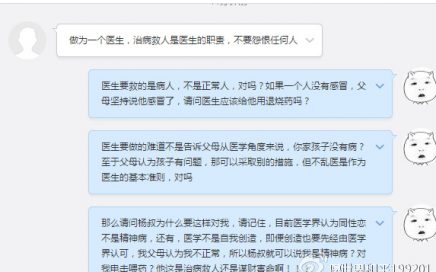 做为一个医生，治病救人是医生的职责，不要怨恨任何人
医生要救的是病人，不是正常人，对吗？如果一个人没有感冒，父
母坚持说他感冒了，请问医生应该给他用退烧药吗？
医生要做的难道不是告诉父母从医学角度来说，你家孩子没有病？
至于父母认为孩子有问题，那可以采取别的措施，但不乱医是作为
医生的基本准则，对吗
那么请问杨叔为什么要这样对我，请记住，目前医学界认为同性恋
不是精神病，还有，医学不是自我创造，即便创造也要先经由医学
界认可，我父母认为我不正常，所以杨叔就可以说我是精神病？对
我电击喂药？他这是治病救人还是谋财害命啊！！
199201